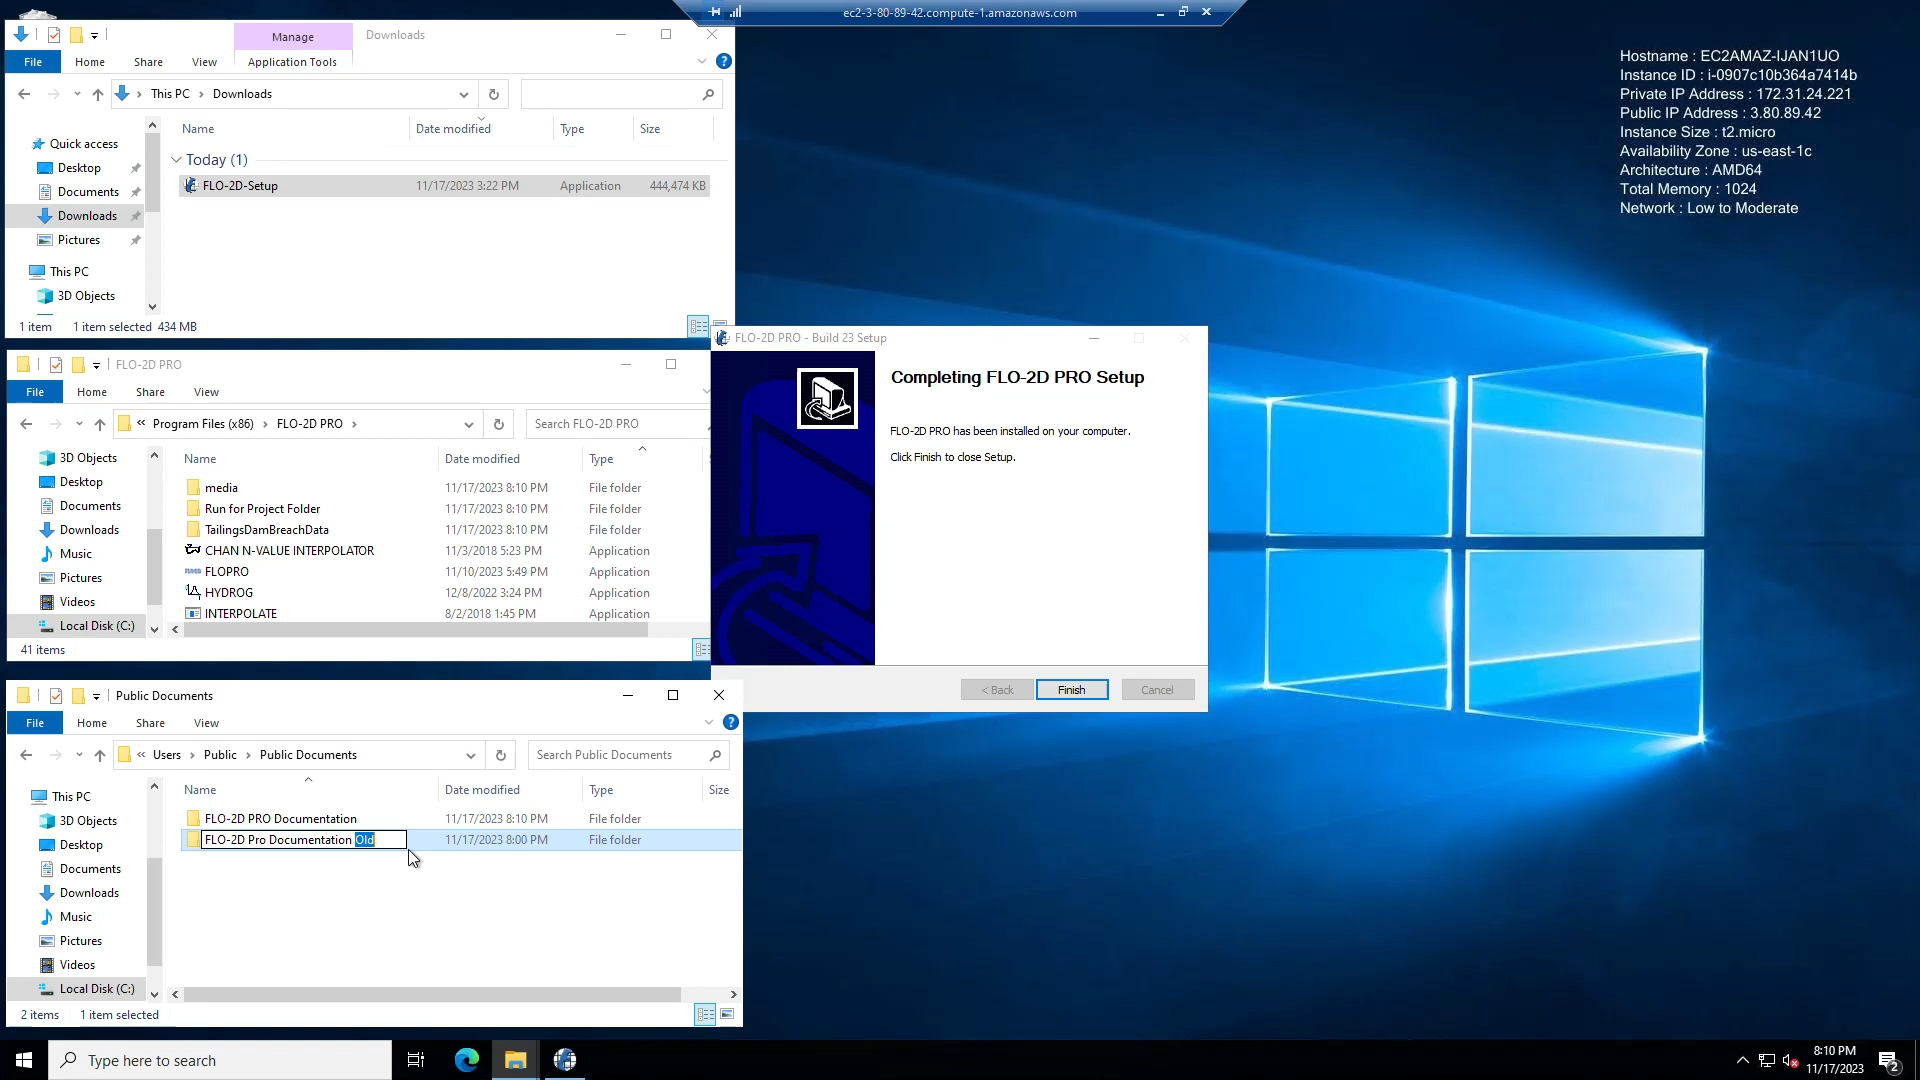 ec2-3-80-89-42.compute-1.amazonaws.com
Hostname : EC2AMAZ-IJAN1UO
Instance ID : i-0907c10b364a7414b
Private IP Address : 172.31.24.221
Public IP Address : 3.80.89.42
Instance Size : t2.micro
Availability Zone : us-east-1c
Architecture : AMD64
Total Memory : 1024
Network : Low to Moderate
Manage
Downloads
File
Home
Share
View
Application Tools
This PC
Downloads
Name
Date modified
Type
Size
Quick access
Desktop
Documents
Downloads
Pictures
This PC
3D Objects
Today (1)
FLO-2D-Setup 11/17/2023 3:22 PM Application 444,474 KB
1 item 1 item selected 434 MB
FLO-2D PRO
File
Home
Share
View
« Program Files (x86) › FLO-2D PRO ›
Search FLO-2D PRO
Name Date modified Type
3D Objects
Desktop
Documents
Downloads
Music
Pictures
Videos
Local Disk (C:)
media 11/17/2023 8:10 PM File folder
Run for Project Folder 11/17/2023 8:10 PM File folder
TailingsDamBreachData 11/17/2023 8:10 PM File folder
CHAN N-VALUE INTERPOLATOR 11/3/2018 5:23 PM Application
FLOPRO 11/10/2023 5:49 PM Application
HYDROG 12/8/2022 3:24 PM Application
INTERPOLATE 8/2/2018 1:45 PM Application
41 items
FLO-2D PRO - Build 23 Setup
Completing FLO-2D PRO Setup
FLO-2D PRO has been installed on your computer.
Click Finish to close Setup.
< Back
Finish
Cancel
Public Documents
File
Home
Share
View
« Users › Public › Public Documents
Search Public Documents
Name Date modified Type Size
This PC
3D Objects
Desktop
Documents
Downloads
Music
Pictures
Videos
Local Disk (C:)
FLO-2D PRO Documentation 11/17/2023 8:10 PM File folder
FLO-2D Pro Documentation Old 11/17/2023 8:00 PM File folder
2 items 1 item selected
Type here to search
8:10 PM
11/17/2023
2